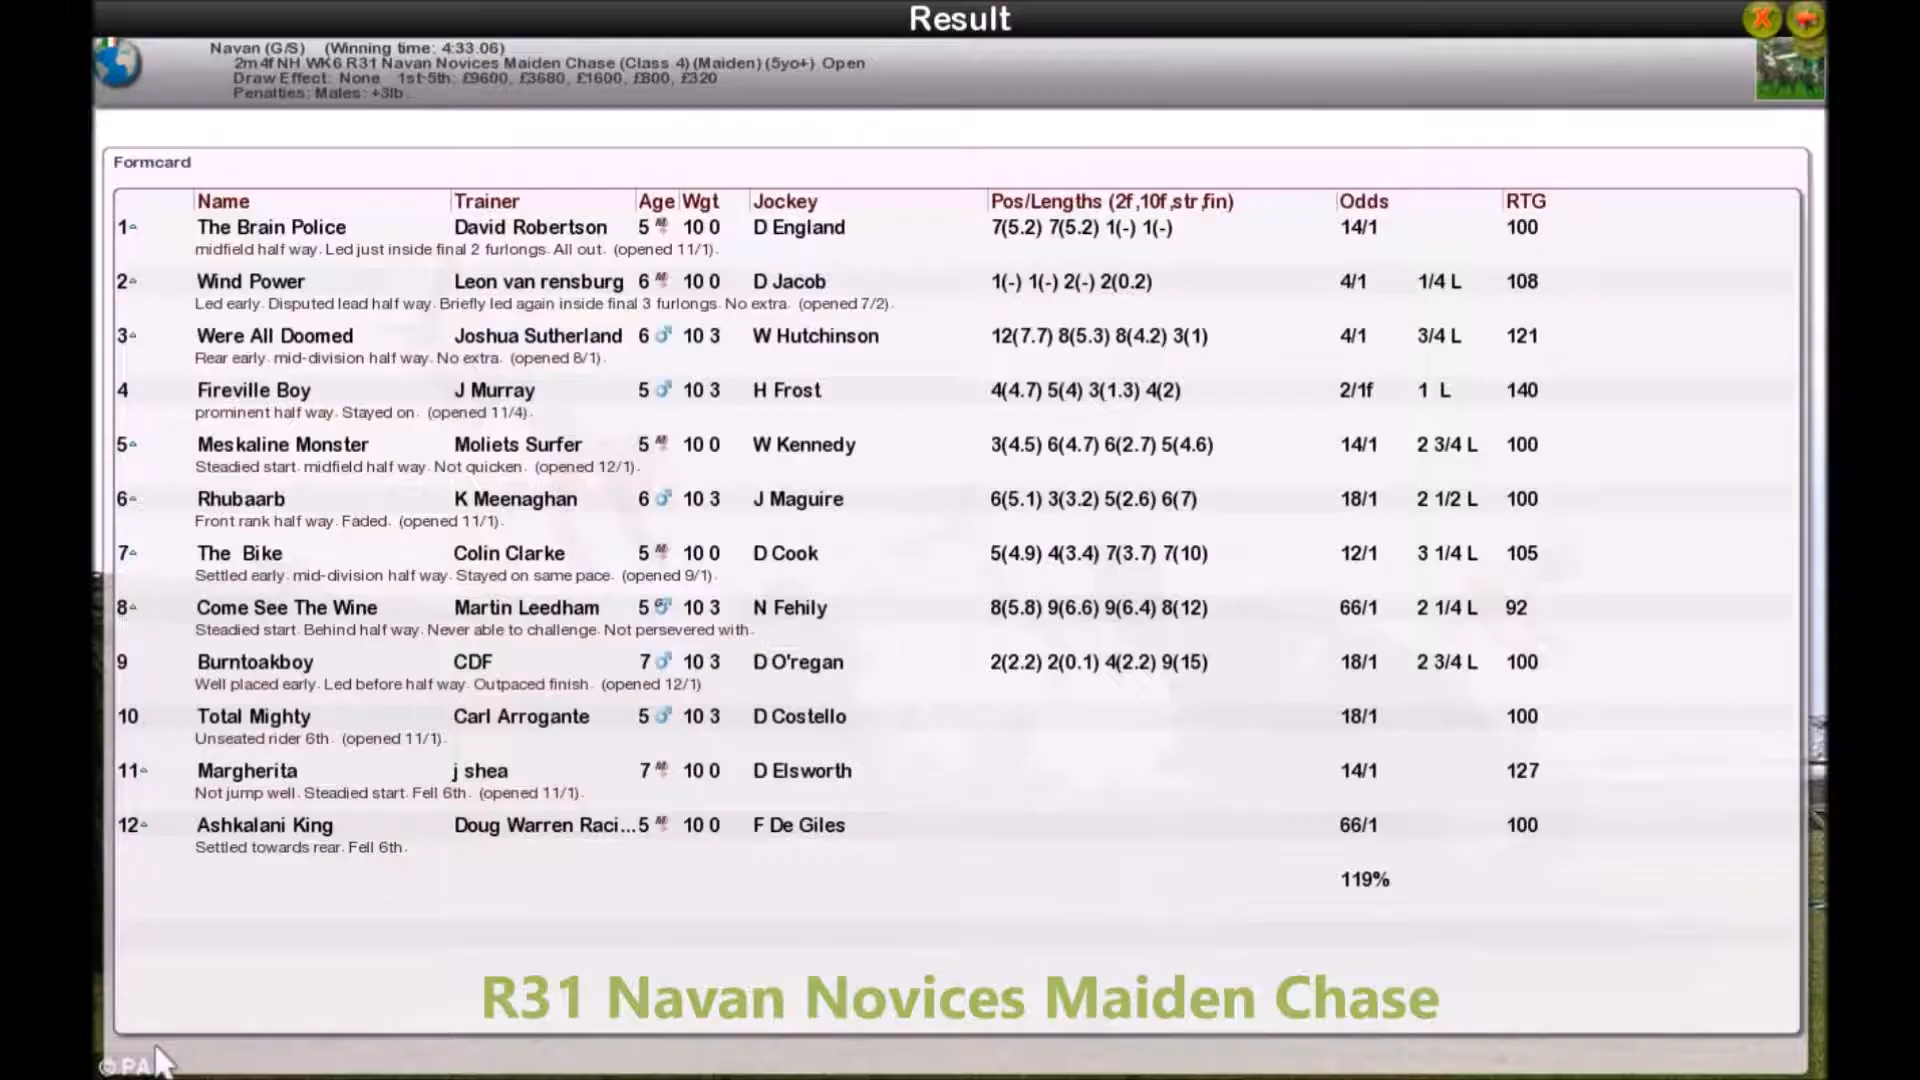 Result
Navan (G/S) (Winning time: 4:33.06)
2m 4f NH WK6 R31 Navan Novices Maiden Chase (Class 4) (Maiden) (5yo+) Open
Draw Effect: None 1st-5th: £9600, £3680, £1600, £800, £320
Penalties: Males: +3lb
Formcard
Name Trainer Age Wgt Jockey Pos/Lengths (2f,10f,str,fin) Odds RTG
1 The Brain Police David Robertson 5 10 0 D England 7(5.2) 7(5.2) 1(-) 1(-) 14/1 100
midfield half way. Led just inside final 2 furlongs. All out. (opened 11/1).
2 Wind Power Leon van rensburg 6 10 0 D Jacob 1(-) 1(-) 2(-) 2(0.2) 4/1 1/4 L 108
Led early. Disputed lead half way. Briefly led again inside final 3 furlongs. No extra. (opened 7/2).
3 Were All Doomed Joshua Sutherland 6 10 3 W Hutchinson 12(7.7) 8(5.3) 8(4.2) 3(1) 4/1 3/4 L 121
Rear early. mid-division half way. No extra. (opened 8/1).
4 Fireville Boy J Murray 5 10 3 H Frost 4(4.7) 5(4) 3(1.3) 4(2) 2/1f 1 L 140
prominent half way. Stayed on. (opened 11/4).
5 Meskaline Monster Moliets Surfer 5 10 0 W Kennedy 3(4.5) 6(4.7) 6(2.7) 5(4.6) 14/1 2 3/4 L 100
Steadied start. midfield half way. Not quicken. (opened 12/1).
6 Rhubaarb K Meenaghan 6 10 3 J Maguire 6(5.1) 3(3.2) 5(2.6) 6(7) 18/1 2 1/2 L 100
Front rank half way. Faded. (opened 11/1).
7 The Bike Colin Clarke 5 10 0 D Cook 5(4.9) 4(3.4) 7(3.7) 7(10) 12/1 3 1/4 L 105
Settled early. mid-division half way. Stayed on same pace. (opened 9/1).
8 Come See The Wine Martin Leedham 5 10 3 N Fehily 8(5.8) 9(6.6) 9(6.4) 8(12) 66/1 2 1/4 L 92
Steadied start. Behind half way. Never able to challenge. Not persevered with.
9 Burntoakboy CDF 7 10 3 D O'regan 2(2.2) 2(0.1) 4(2.2) 9(15) 18/1 2 3/4 L 100
Well placed early. Led before half way. Outpaced finish. (opened 12/1)
10 Total Mighty Carl Arrogante 5 10 3 D Costello 18/1 100
Unseated rider 6th. (opened 11/1).
11 Margherita j shea 7 10 0 D Elsworth 14/1 127
Not jump well. Steadied start. Fell 6th. (opened 11/1).
12 Ashkalani King Doug Warren Raci... 5 10 0 F De Giles 66/1 100
Settled towards rear. Fell 6th.
119%
R31 Navan Novices Maiden Chase
© PA